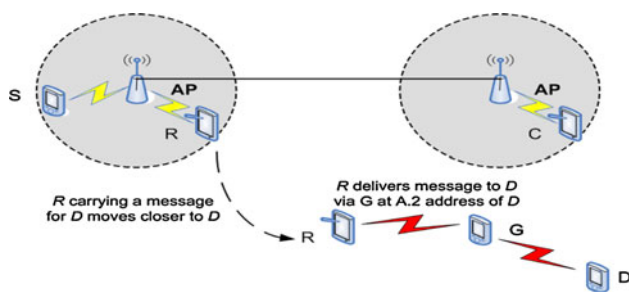 S
AP
R
AP
C
R carrying a message
for D moves closer to D
R delivers message to D
via G at A.2 address of D
R
G
D